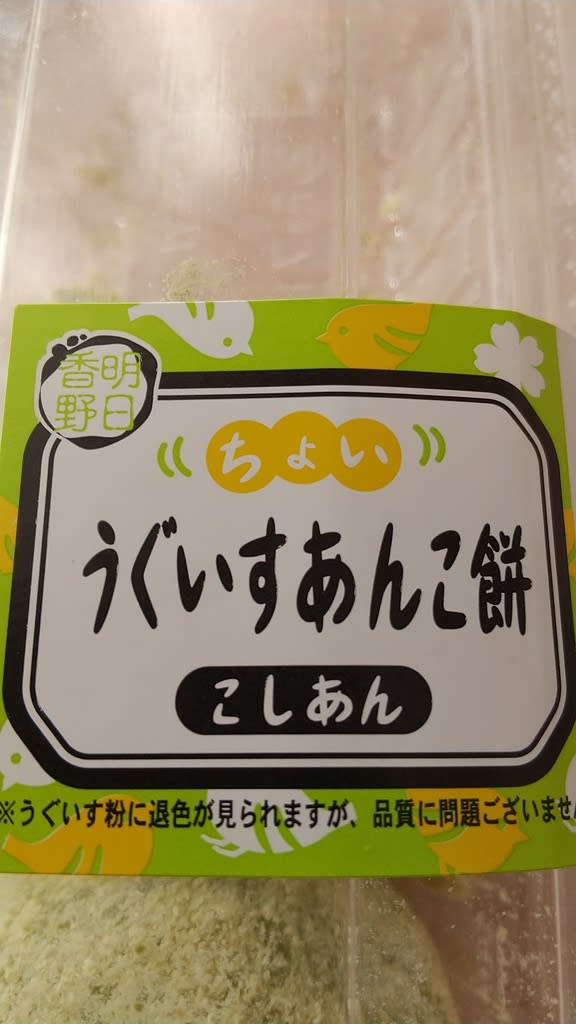 明日香野
ちょい
うぐいすあんこ餅
こしあん
※うぐいす粉に退色が見られますが、品質に問題ございませ